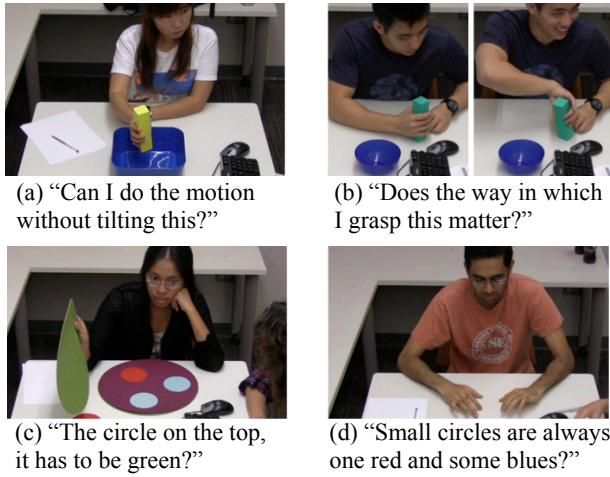 (a) “Can I do the motion
without tilting this?”
(b) “Does the way in which
I grasp this matter?”
(c) “The circle on the top,
it has to be green?”
(d) “Small circles are always
one red and some blues?”